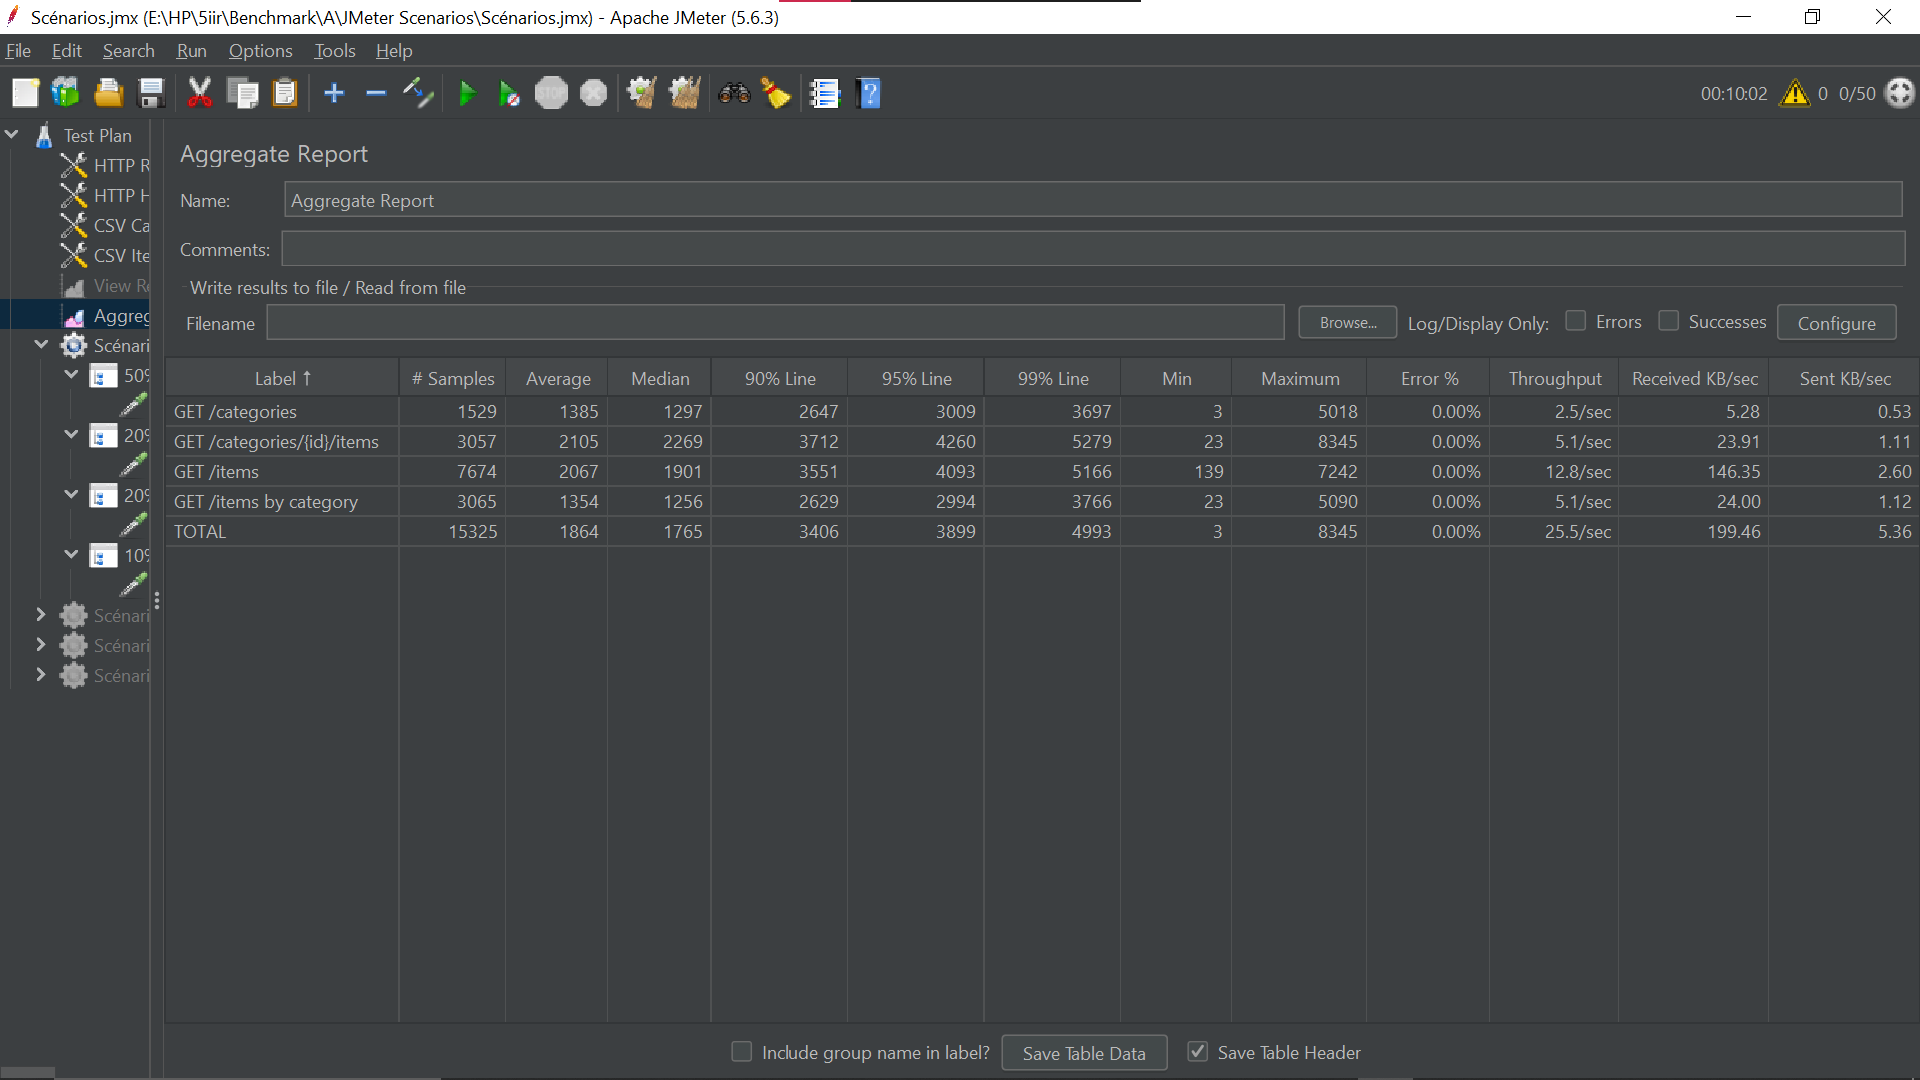 Scénarios.jmx (E:\HP\5iir\Benchmark\A\JMeter Scenarios\Scénarios.jmx) - Apache JMeter (5.6.3)
File Edit Search Run Options Tools Help
STOP 00:10:02 0 0/50
Test Plan
HTTP R
HTTP H
CSV Ca
CSV Ite
View Re
Aggreg
Scénari
50%
20%
20%
10%
Scénari
Scénari
Scénari
Aggregate Report
Name: Aggregate Report
Comments:
Write results to file / Read from file
Filename Browse... Log/Display Only: Errors Successes Configure
Label ↑ # Samples Average Median 90% Line 95% Line 99% Line Min Maximum Error % Throughput Received KB/sec Sent KB/sec
GET /categories 1529 1385 1297 2647 3009 3697 3 5018 0.00% 2.5/sec 5.28 0.53
GET /categories/{id}/items 3057 2105 2269 3712 4260 5279 23 8345 0.00% 5.1/sec 23.91 1.11
GET /items 7674 2067 1901 3551 4093 5166 139 7242 0.00% 12.8/sec 146.35 2.60
GET /items by category 3065 1354 1256 2629 2994 3766 23 5090 0.00% 5.1/sec 24.00 1.12
TOTAL 15325 1864 1765 3406 3899 4993 3 8345 0.00% 25.5/sec 199.46 5.36
Include group name in label? Save Table Data Save Table Header